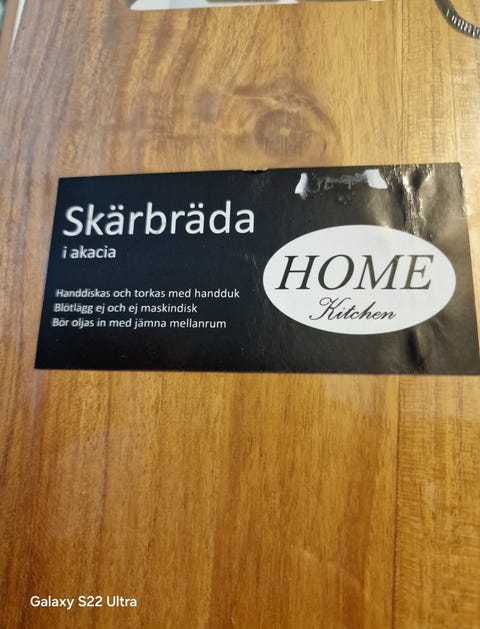 Skärbräda
i akacia
Handdiskas och torkas med handduk
Blötlägg ej och ej maskindisk
Bör oljas in med jämna mellanrum
HOME
Kitchen
Galaxy S22 Ultra